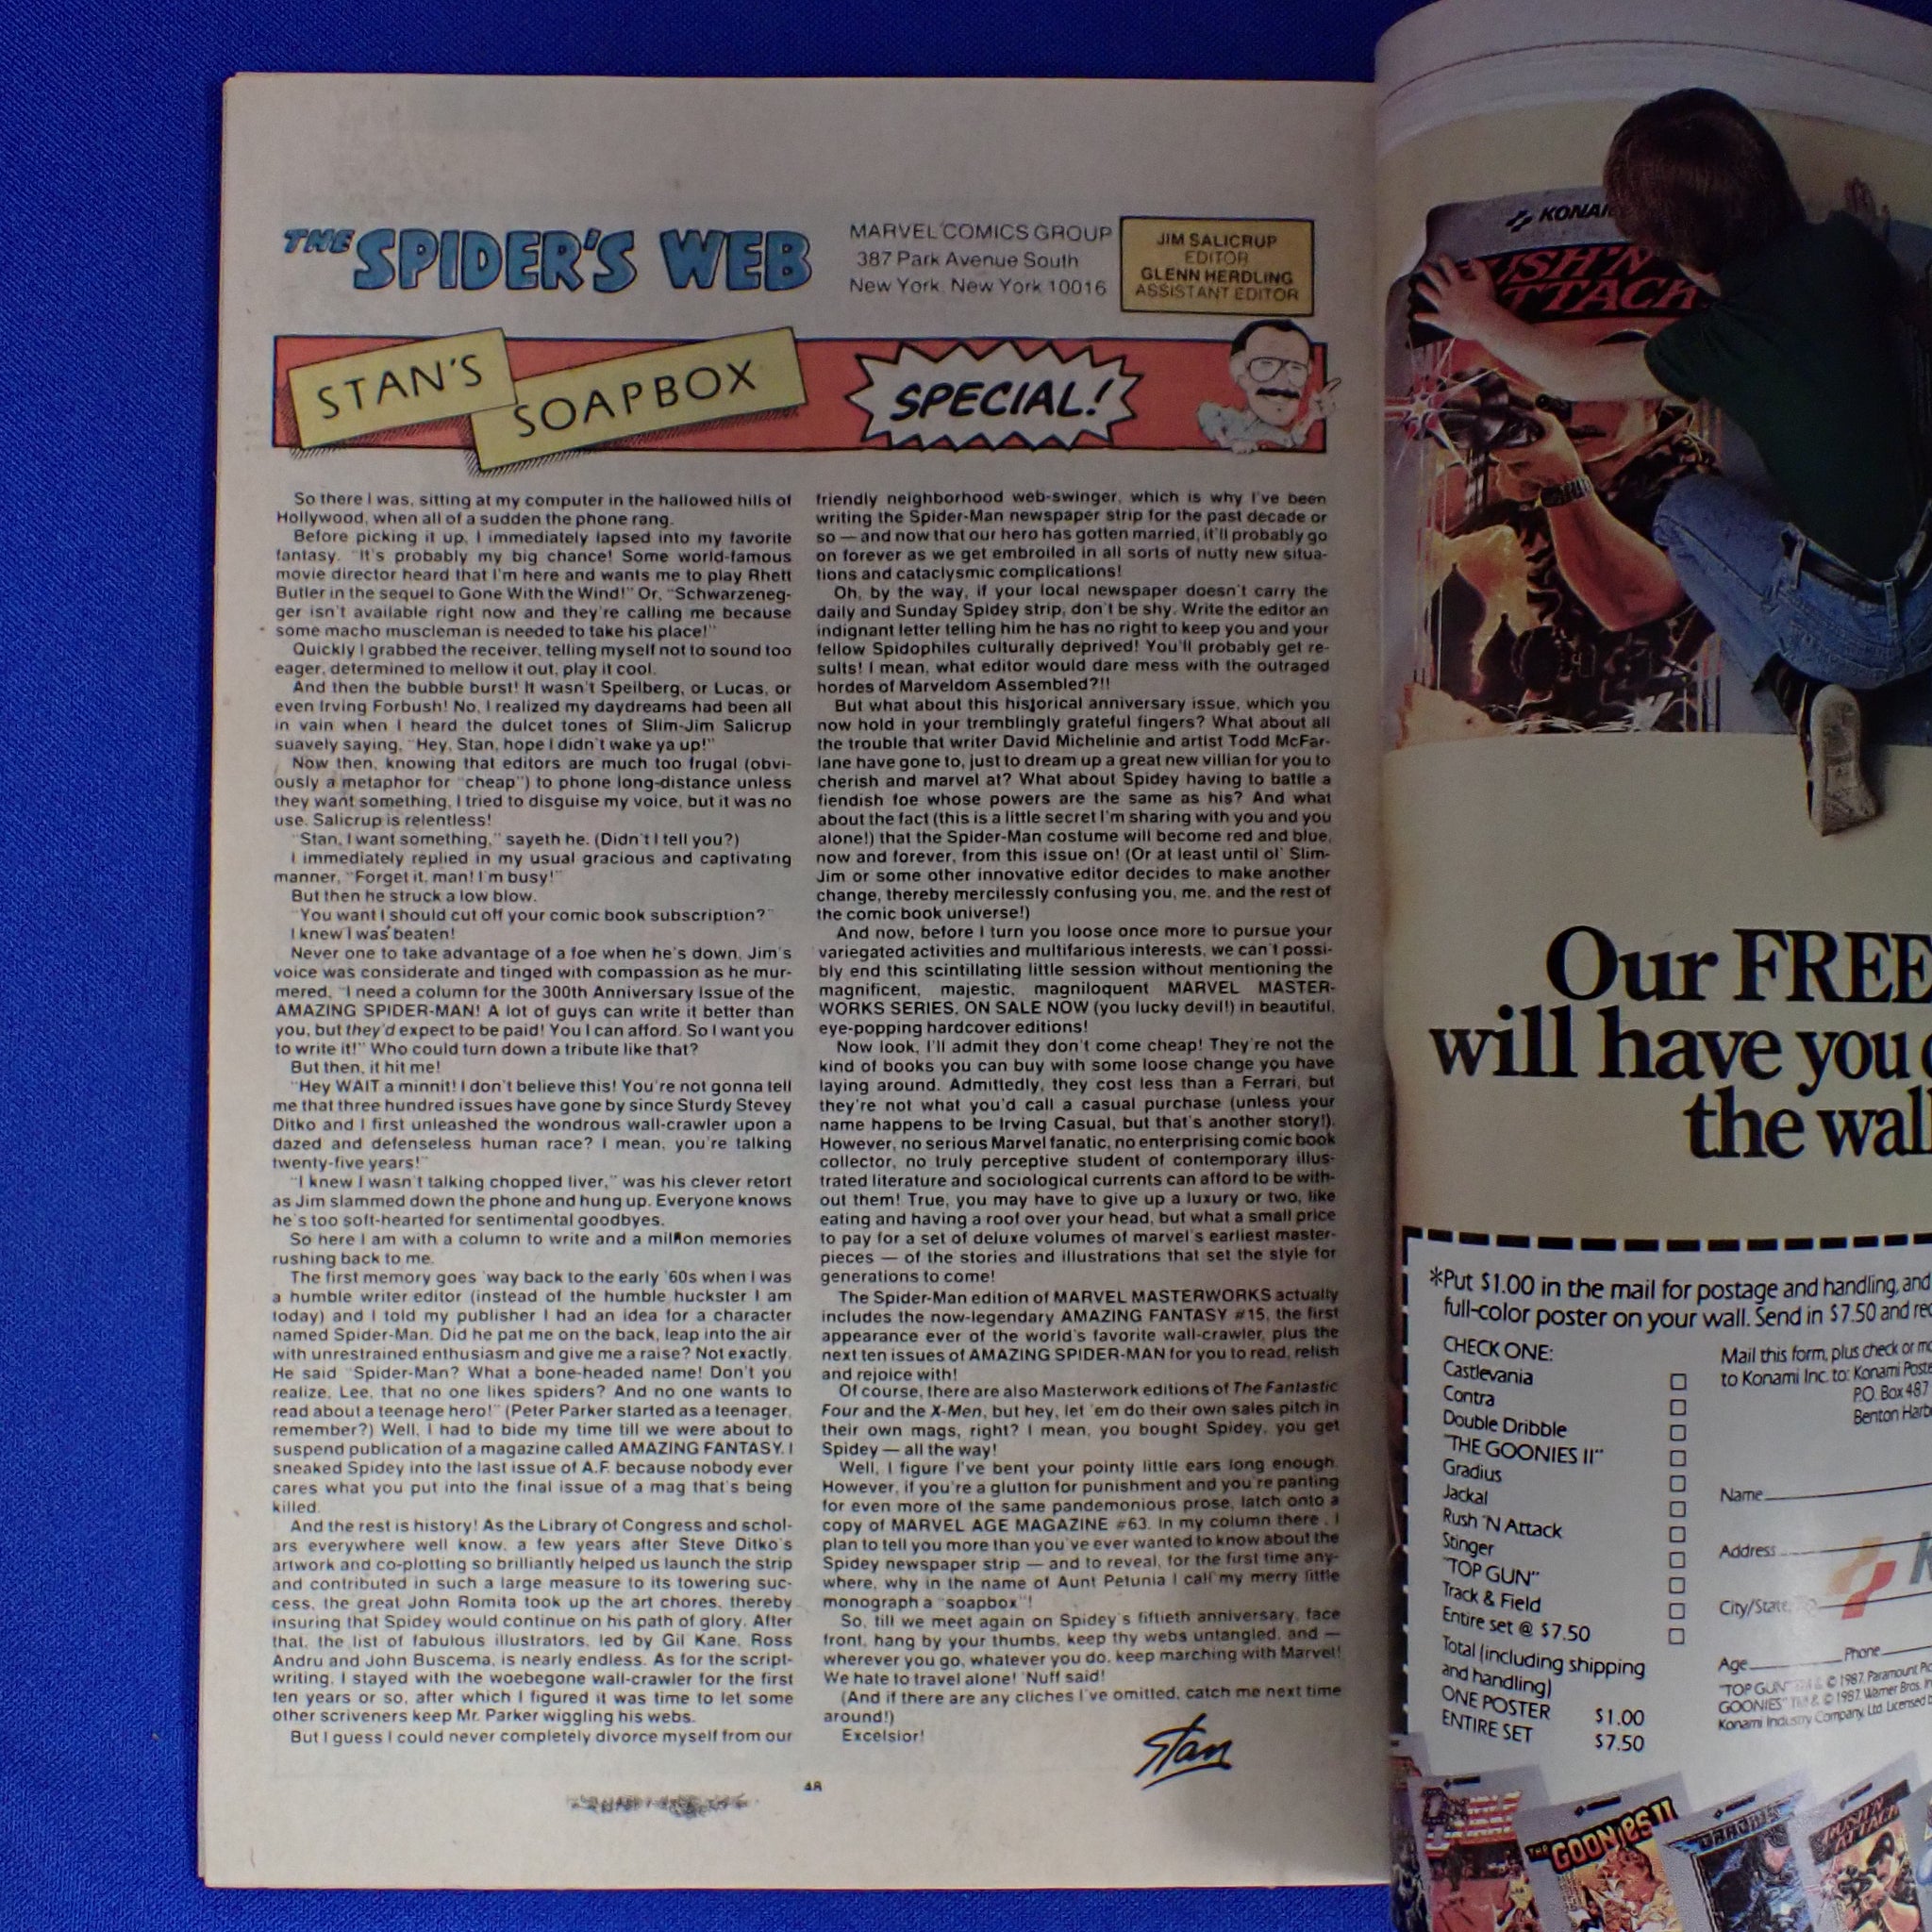 THE SPIDER'S WEB
MARVEL COMICS GROUP
387 Park Avenue South
New York, New York 10016
JIM SALICRUP
EDITOR
GLENN HERDLING
ASSISTANT EDITOR
STAN'S
SOAPBOX
SPECIAL!
So there I was, sitting at my computer in the hallowed hills of
Hollywood, when all of a sudden the phone rang.
Before picking it up, I immediately lapsed into my favorite
fantasy. "It's probably my big chance! Some world-famous
movie director heard that I'm here and wants me to play Rhett
Butler in the sequel to Gone With the Wind!" Or, "Schwarzeneg-
ger isn't available right now and they're calling me because
some macho muscleman is needed to take his place!"
Quickly I grabbed the receiver, telling myself not to sound too
eager, determined to mellow it out, play it cool.
And then the bubble burst! It wasn't Speilberg, or Lucas, or
even Irving Forbush! No, I realized my daydreams had been all
in vain when I heard the dulcet tones of Slim-Jim Salicrup
suavely saying, "Hey, Stan, hope I didn't wake ya up!"
Now then, knowing that editors are much too frugal (obvi-
ously a metaphor for "cheap") to phone long-distance unless
they want something, I tried to disguise my voice, but it was no
use. Salicrup is relentless!
"Stan, I want something," sayeth he. (Didn't I tell you?)
I immediately replied in my usual gracious and captivating
manner, "Forget it, man! I'm busy!"
But then he struck a low blow.
"You want I should cut off your comic book subscription?"
I knew I was beaten!
Never one to take advantage of a foe when he's down, Jim's
voice was considerate and tinged with compassion as he mur-
mered, "I need a column for the 300th Anniversary Issue of the
AMAZING SPIDER-MAN! A lot of guys can write it better than
you, but they'd expect to be paid! You I can afford. So I want you
to write it!" Who could turn down a tribute like that?
But then, it hit me!
"Hey WAIT a minnit! I don't believe this! You're not gonna tell
me that three hundred issues have gone by since Sturdy Stevey
Ditko and I first unleashed the wondrous wall-crawler upon a
dazed and defenseless human race? I mean, you're talking
twenty-five years!"
"I knew I wasn't talking chopped liver," was his clever retort
as Jim slammed down the phone and hung up. Everyone knows
he's too soft-hearted for sentimental goodbyes.
So here I am with a column to write and a million memories
rushing back to me.
The first memory goes 'way back to the early '60s when I was
a humble writer editor (instead of the humble huckster I am
today) and I told my publisher I had an idea for a character
named Spider-Man. Did he pat me on the back, leap into the air
with unrestrained enthusiasm and give me a raise? Not exactly.
He said "Spider-Man? What a bone-headed name! Don't you
realize, Lee, that no one likes spiders? And no one wants to
read about a teenage hero!" (Peter Parker started as a teenager,
remember?) Well, I had to bide my time till we were about to
suspend publication of a magazine called AMAZING FANTASY. I
sneaked Spidey into the last issue of A.F. because nobody ever
cares what you put into the final issue of a mag that's being
killed.
And the rest is history! As the Library of Congress and schol-
ars everywhere well know, a few years after Steve Ditko's
artwork and co-plotting so brilliantly helped us launch the strip
and contributed in such a large measure to its towering suc-
cess, the great John Romita took up the art chores, thereby
insuring that Spidey would continue on his path of glory. After
that, the list of fabulous illustrators, led by Gil Kane, Ross
Andru and John Buscema, is nearly endless. As for the script-
writing, I stayed with the woebegone wall-crawler for the first
ten years or so, after which I figured it was time to let some
other scriveners keep Mr. Parker wiggling his webs.
But I guess I could never completely divorce myself from our
friendly neighborhood web-swinger, which is why I've been
writing the Spider-Man newspaper strip for the past decade or
so — and now that our hero has gotten married, it'll probably go
on forever as we get embroiled in all sorts of nutty new situa-
tions and cataclysmic complications!
Oh, by the way, if your local newspaper doesn't carry the
daily and Sunday Spidey strip, don't be shy. Write the editor an
indignant letter telling him he has no right to keep you and your
fellow Spidophiles culturally deprived! You'll probably get re-
sults! I mean, what editor would dare mess with the outraged
hordes of Marveldom Assembled?!!
But what about this historical anniversary issue, which you
now hold in your tremblingly grateful fingers? What about all
the trouble that writer David Michelinie and artist Todd McFar-
lane have gone to, just to dream up a great new villian for you to
cherish and marvel at? What about Spidey having to battle a
fiendish foe whose powers are the same as his? And what
about the fact (this is a little secret I'm sharing with you and you
alone!) that the Spider-Man costume will become red and blue,
now and forever, from this issue on! (Or at least until ol' Slim-
Jim or some other innovative editor decides to make another
change, thereby mercilessly confusing you, me, and the rest of
the comic book universe!)
And now, before I turn you loose once more to pursue your
variegated activities and multifarious interests, we can't possi-
bly end this scintillating little session without mentioning the
magnificent, majestic, magniloquent MARVEL MASTER-
WORKS SERIES, ON SALE NOW (you lucky devil!) in beautiful,
eye-popping hardcover editions!
Now look, I'll admit they don't come cheap! They're not the
kind of books you can buy with some loose change you have
laying around. Admittedly, they cost less than a Ferrari, but
they're not what you'd call a casual purchase (unless your
name happens to be Irving Casual, but that's another story!).
However, no serious Marvel fanatic, no enterprising comic book
collector, no truly perceptive student of contemporary illus-
trated literature and sociological currents can afford to be with-
out them! True, you may have to give up a luxury or two, like
eating and having a roof over your head, but what a small price
to pay for a set of deluxe volumes of marvel's earliest master-
pieces — of the stories and illustrations that set the style for
generations to come!
The Spider-Man edition of MARVEL MASTERWORKS actually
includes the now-legendary AMAZING FANTASY #15, the first
appearance ever of the world's favorite wall-crawler, plus the
next ten issues of AMAZING SPIDER-MAN for you to read, relish
and rejoice with!
Of course, there are also Masterwork editions of The Fantastic
Four and the X-Men, but hey, let 'em do their own sales pitch in
their own mags, right? I mean, you bought Spidey, you get
Spidey — all the way!
Well, I figure I've bent your pointy little ears long enough.
However, if you're a glutton for punishment and you're panting
for even more of the same pandemonious prose, latch onto a
copy of MARVEL AGE MAGAZINE #63. In my column there, I
plan to tell you more than you've ever wanted to know about the
Spidey newspaper strip — and to reveal, for the first time any-
where, why in the name of Aunt Petunia I call my merry little
monograph a "soapbox"!
So, till we meet again on Spidey's fiftieth anniversary, face
front, hang by your thumbs, keep thy webs untangled, and —
wherever you go, whatever you do, keep marching with Marvel!
We hate to travel alone! 'Nuff said!
(And if there are any cliches I've omitted, catch me next time
around!)
Excelsior!
Stan
48
KONAMI
RUSH'N
ATTACK
Our FREE
will have you
the wall
*Put $1.00 in the mail for postage and handling, and
full-color poster on your wall. Send in $7.50 and
CHECK ONE:
Castlevania
Contra
Double Dribble
"THE GOONIES II"
Gradius
Jackal
Rush 'N Attack
Stinger
"TOP GUN"
Track & Field
Entire set @ $7.50
Total (including shipping
and handling)
ONE POSTER $1.00
ENTIRE SET $7.50
Mail this form, plus check or
to Konami Inc. to: Konami
P.O. Box 487
Benton
Name
Address
City/State
Age Phone
"TOP GUN" TM & © 1987 Paramount
GOONIES" TM & © 1987 Warner Bros.
Konami Industry Company, Ltd. Licensed
DOUBLE
DRIBBLE
THE GOONIES II
GRADIUS
RUSH'N
ATTACK